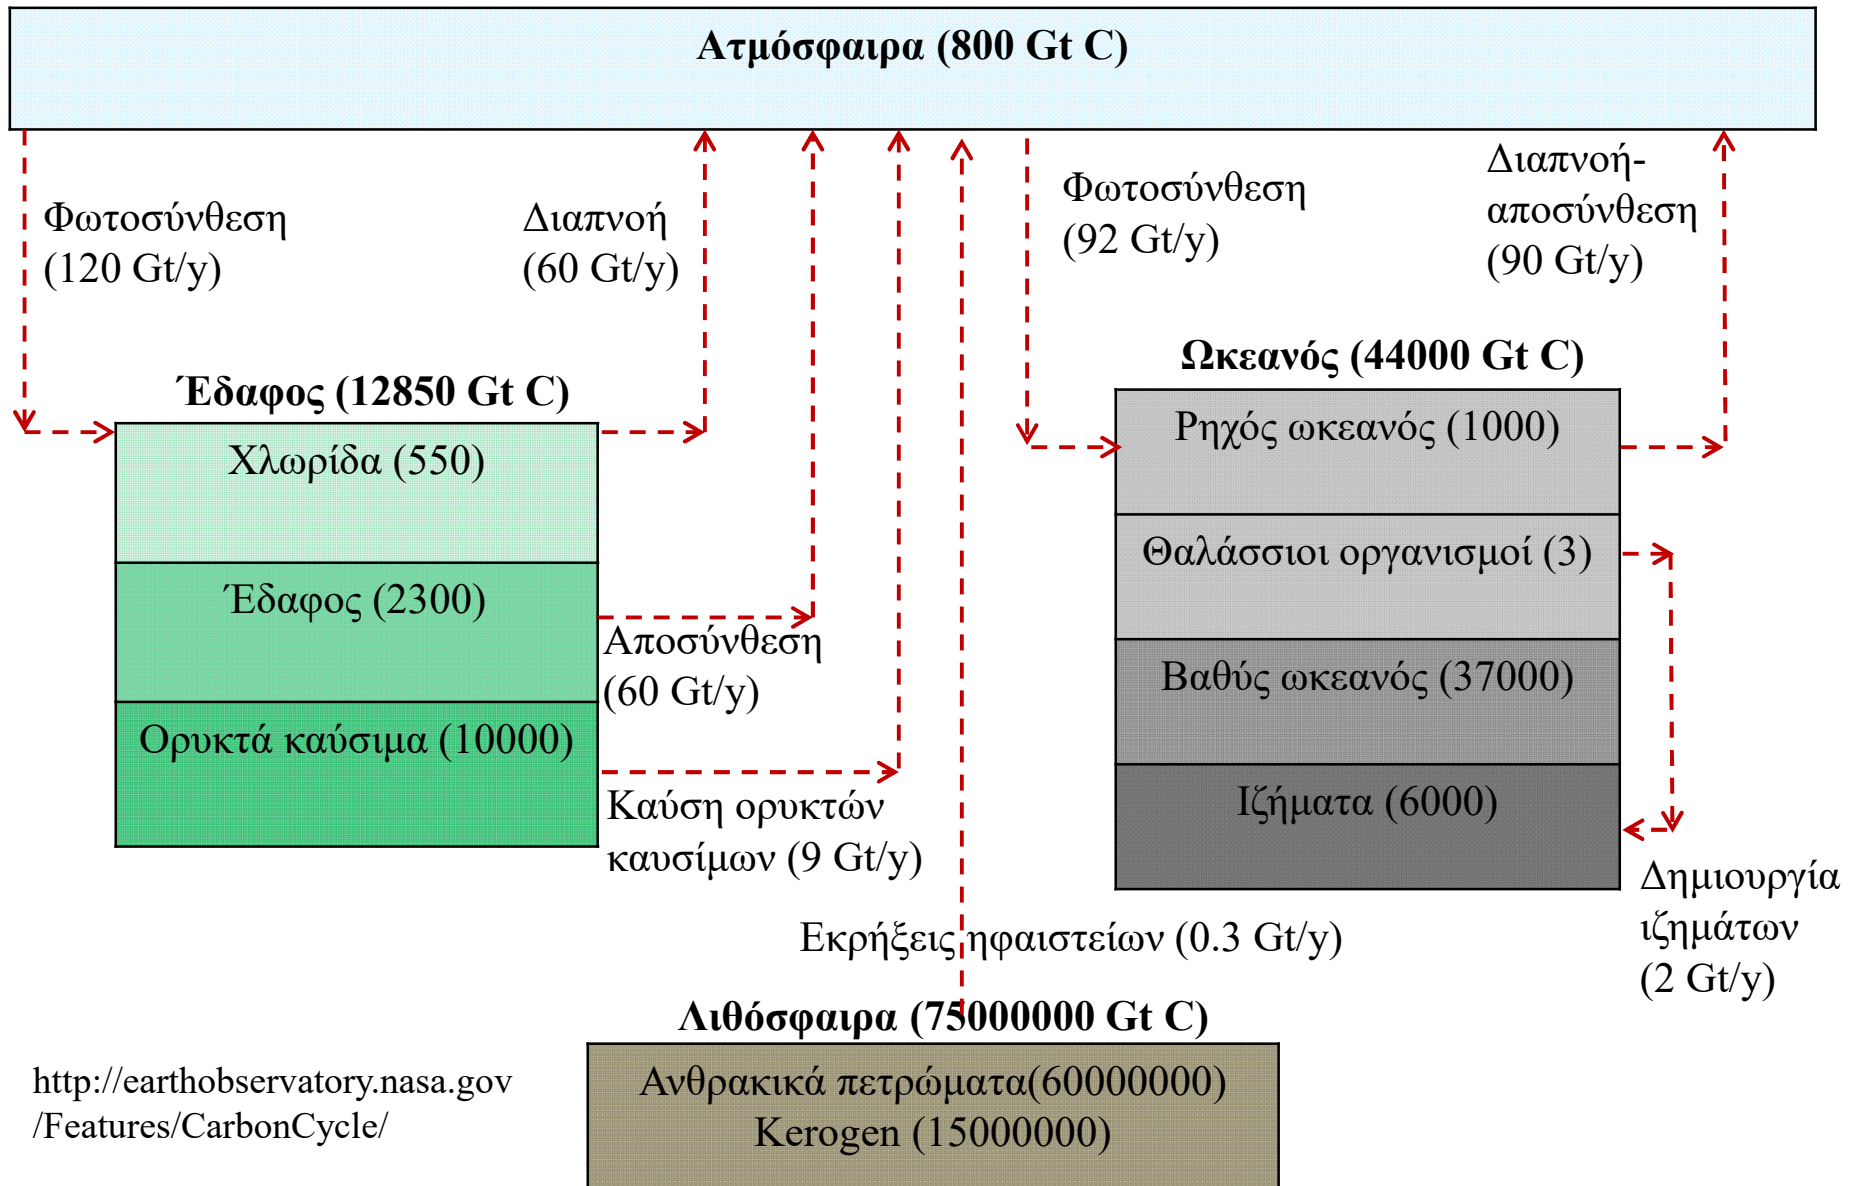 Ατμόσφαιρα (800 Gt C)
Φωτοσύνθεση
(120 Gt/y)
Διαπνοή
(60 Gt/y)
Φωτοσύνθεση
(92 Gt/y)
Διαπνοή-
αποσύνθεση
(90 Gt/y)
Έδαφος (12850 Gt C)
Χλωρίδα (550)
Έδαφος (2300)
Ορυκτά καύσιμα (10000)
Αποσύνθεση
(60 Gt/y)
Καύση ορυκτών
καυσίμων (9 Gt/y)
Ωκεανός (44000 Gt C)
Ρηχός ωκεανός (1000)
Θαλάσσιοι οργανισμοί (3)
Βαθύς ωκεανός (37000)
Ιζήματα (6000)
Δημιουργία
ιζημάτων
(2 Gt/y)
Εκρήξεις ηφαιστείων (0.3 Gt/y)
Λιθόσφαιρα (75000000 Gt C)
Ανθρακικά πετρώματα(60000000)
Kerogen (15000000)
http://earthobservatory.nasa.gov
/Features/CarbonCycle/